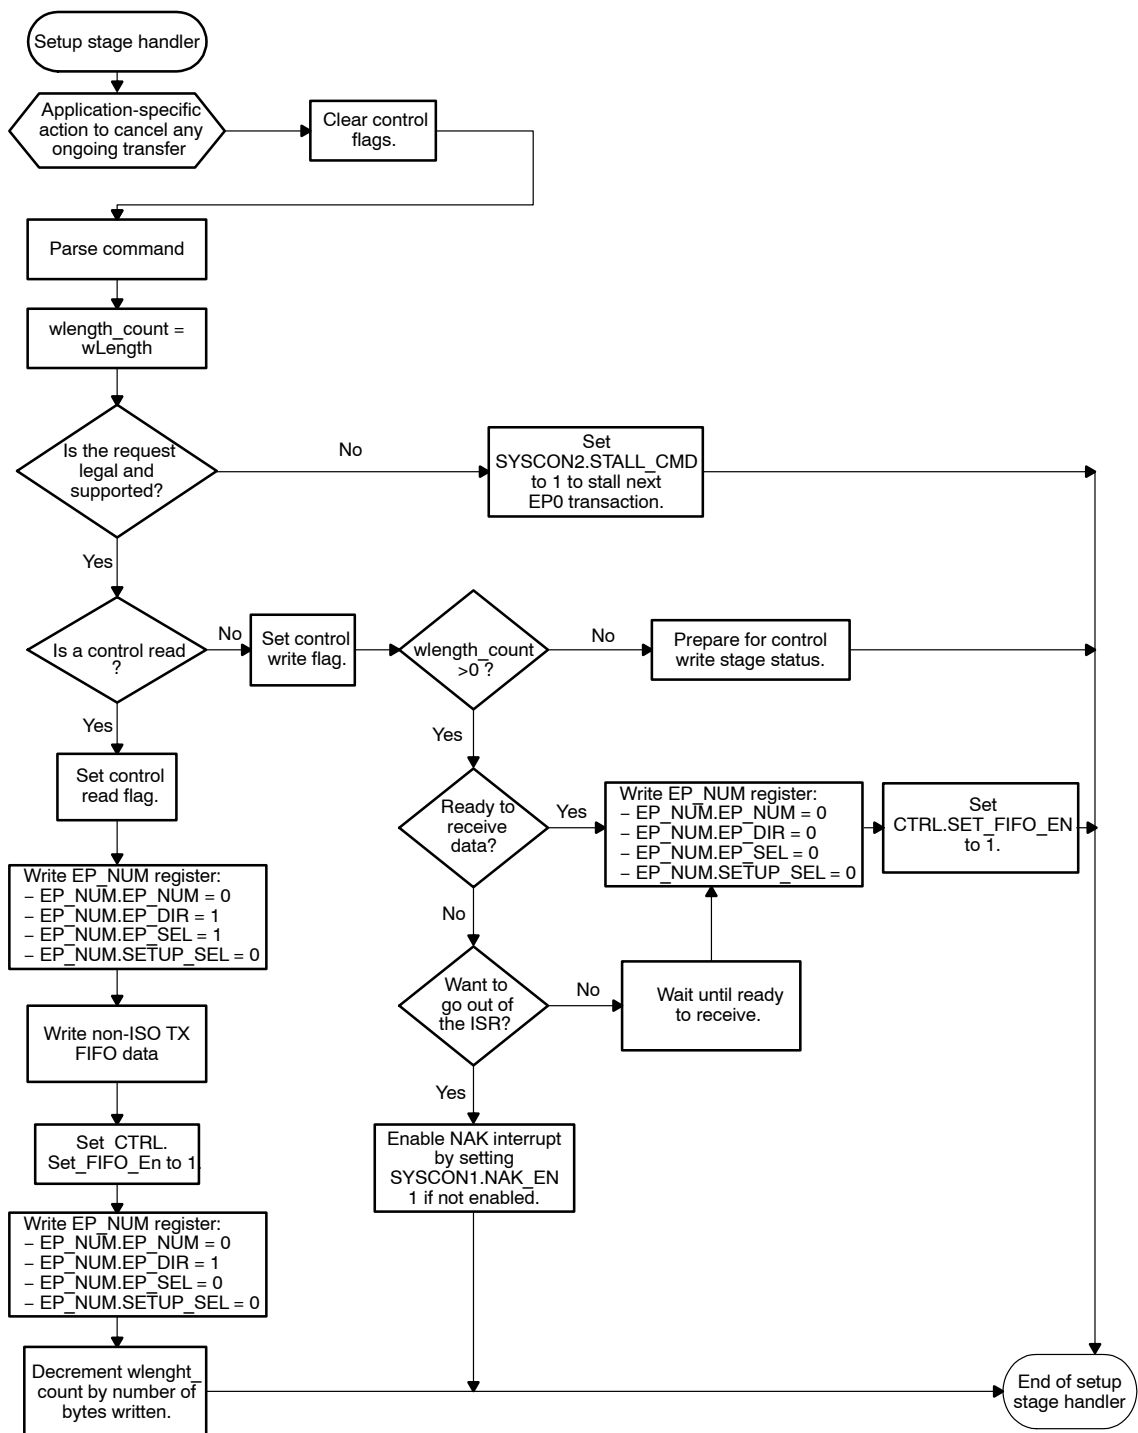 Setup stage handler
Application-specific
action to cancel any
ongoing transfer
Clear control
flags.
Parse command
wlength_count =
wLength
Is the request
legal and
supported?
No
Set
SYSCON2.STALL_CMD
to 1 to stall next
EP0 transaction.
Yes
Is a control read
?
No
Set control
write flag.
wlength_count
>0 ?
No
Prepare for control
write stage status.
Yes
Yes
Set control
read flag.
Ready to
receive
data?
Yes
Write EP_NUM register:
– EP_NUM.EP_NUM = 0
– EP_NUM.EP_DIR = 0
– EP_NUM.EP_SEL = 0
– EP_NUM.SETUP_SEL = 0
Set
CTRL.SET_FIFO_EN
to 1.
Write EP_NUM register:
– EP_NUM.EP_NUM = 0
– EP_NUM.EP_DIR = 1
– EP_NUM.EP_SEL = 1
– EP_NUM.SETUP_SEL = 0
No
Want to
go out of
the ISR?
No
Wait until ready
to receive.
Write non-ISO TX
FIFO data
Yes
Set CTRL.
Set_FIFO_En to 1.
Enable NAK interrupt
by setting
SYSCON1.NAK_EN
1 if not enabled.
Write EP_NUM register:
– EP_NUM.EP_NUM = 0
– EP_NUM.EP_DIR = 1
– EP_NUM.EP_SEL = 0
– EP_NUM.SETUP_SEL = 0
Decrement wlenght_
count by number of
bytes written.
End of setup
stage handler